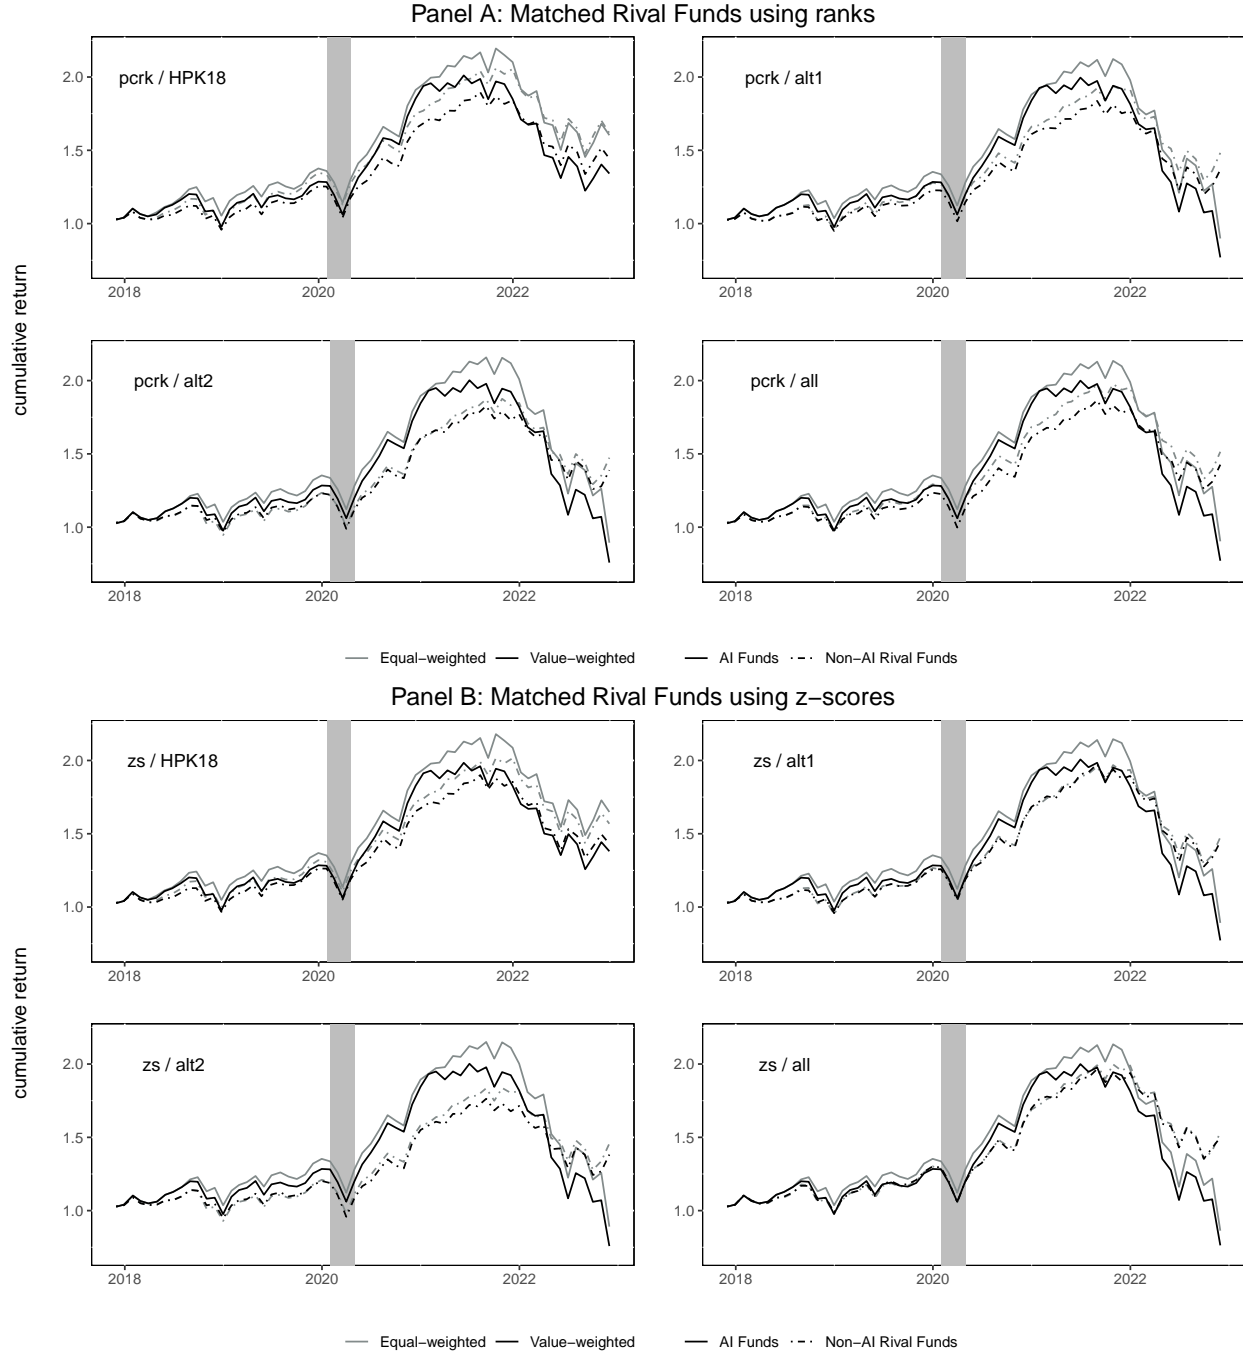 Panel A: Matched Rival Funds using ranks
cumulative return
pcrk / HPK18
2.0
1.5
1.0
2018 2020 2022
pcrk / alt1
2.0
1.5
1.0
2018 2020 2022
pcrk / alt2
2.0
1.5
1.0
2018 2020 2022
pcrk / all
2.0
1.5
1.0
2018 2020 2022
Equal−weighted Value−weighted AI Funds Non−AI Rival Funds
Panel B: Matched Rival Funds using z−scores
cumulative return
zs / HPK18
2.0
1.5
1.0
2018 2020 2022
zs / alt1
2.0
1.5
1.0
2018 2020 2022
zs / alt2
2.0
1.5
1.0
2018 2020 2022
zs / all
2.0
1.5
1.0
2018 2020 2022
Equal−weighted Value−weighted AI Funds Non−AI Rival Funds